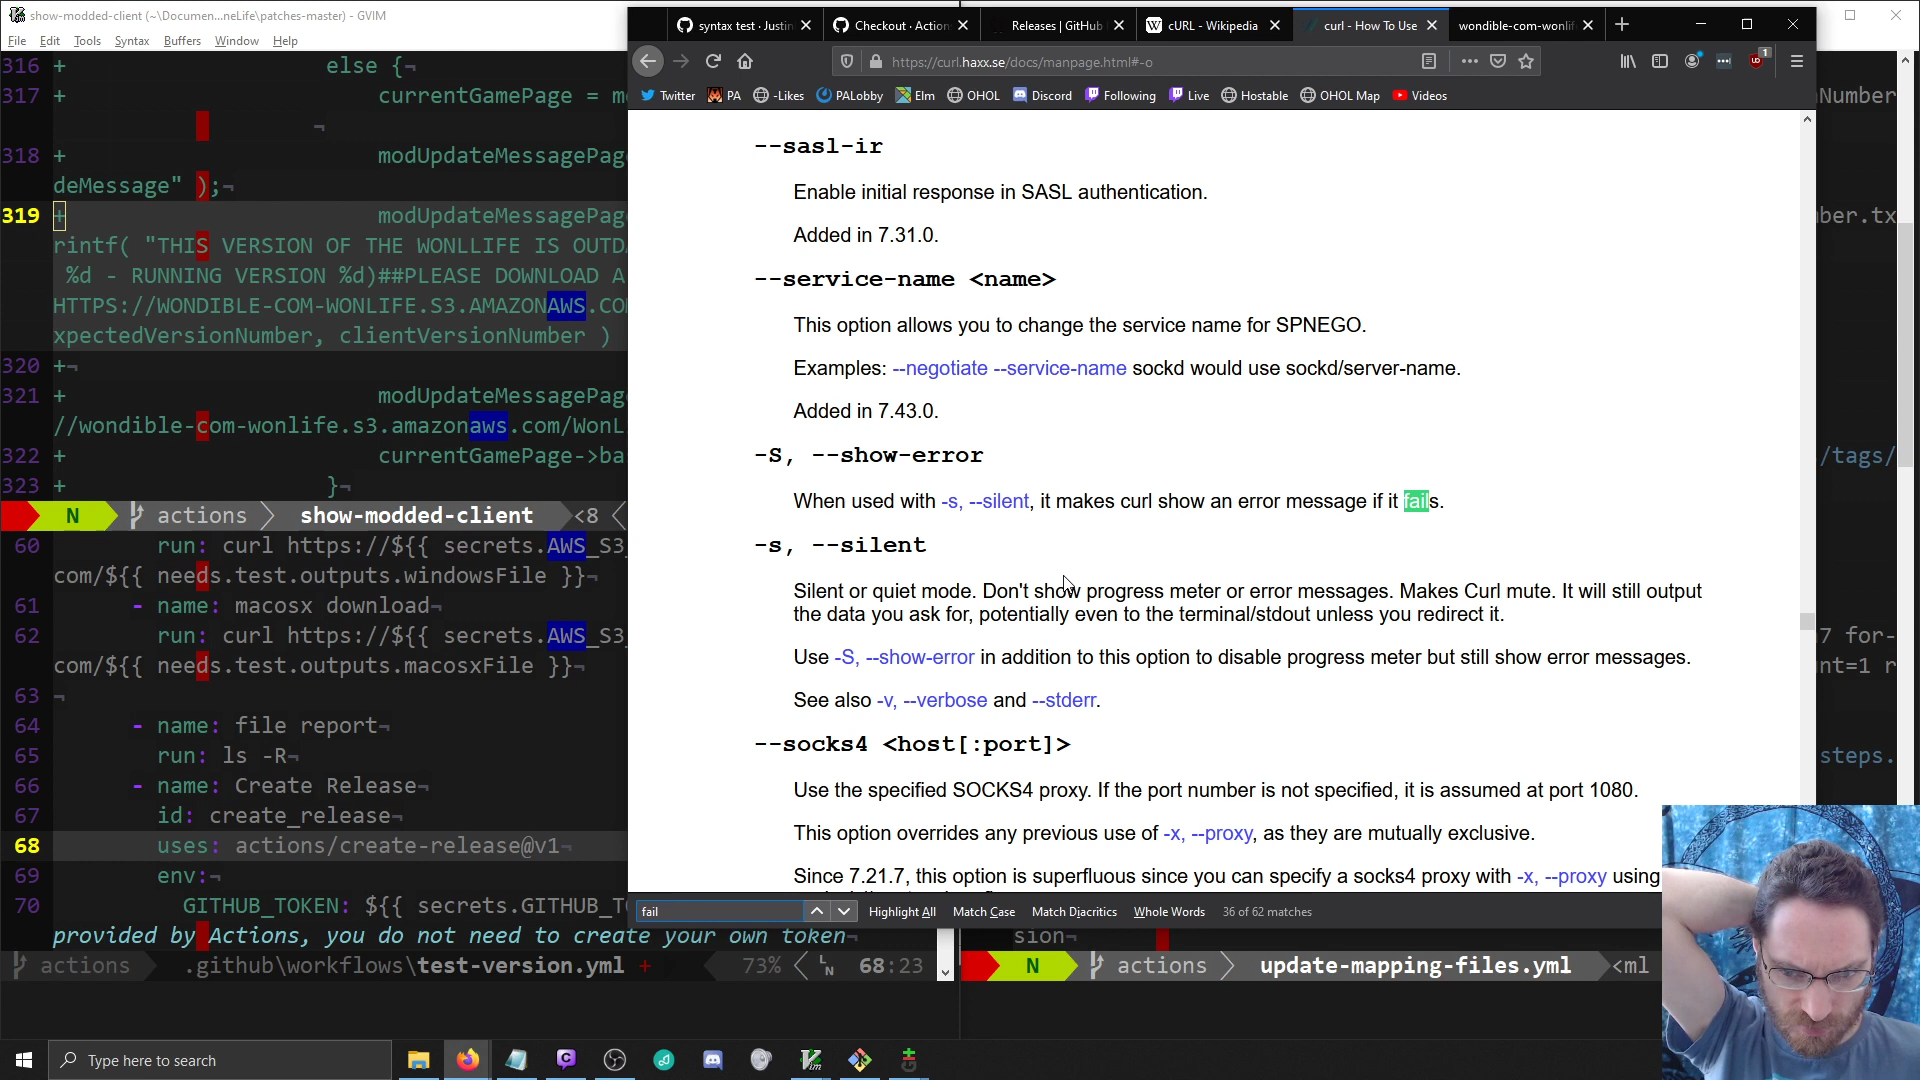 show-modded-client (~\Documen...neLife\patches-master) - GVIM
File Edit Tools Syntax Buffers Window Help
316 + else {¬
317 + currentGamePage = m
¬
318 + modUpdateMessagePag
deMessage" );¬
319 + modUpdateMessagePag
rintf( "THIS VERSION OF THE WONLLIFE IS OUTD
%d - RUNNING VERSION %d)##PLEASE DOWNLOAD A
HTTPS://WONDIBLE-COM-WONLIFE.S3.AMAZONAWS.CO
xpectedVersionNumber, clientVersionNumber )
320 +¬
321 + modUpdateMessagePag
//wondible-com-wonlife.s3.amazonaws.com/WonL
322 + currentGamePage->ba
323 + }¬
N actions show-modded-client <8
60 run: curl https://${{ secrets.AWS_S3
com/${{ needs.test.outputs.windowsFile }}¬
61 - name: macosx download¬
62 run: curl https://${{ secrets.AWS_S3
com/${{ needs.test.outputs.macosxFile }}¬
63 ¬
64 - name: file report¬
65 run: ls -R¬
66 - name: Create Release¬
67 id: create_release¬
68 uses: actions/create-release@v1¬
69 env:¬
70 GITHUB_TOKEN: ${{ secrets.GITHUB_T
provided by Actions, you do not need to create your own token¬
actions .github\workflows\test-version.yml + 73% 68:23
syntax test · Justin
Checkout · Action
Releases | GitHub
cURL - Wikipedia
curl - How To Use
wondible-com-wonlif
https://curl.haxx.se/docs/manpage.html#-o
Twitter PA -Likes PALobby Elm OHOL Discord Following Live Hostable OHOL Map Videos
--sasl-ir
Enable initial response in SASL authentication.
Added in 7.31.0.
--service-name <name>
This option allows you to change the service name for SPNEGO.
Examples: --negotiate --service-name sockd would use sockd/server-name.
Added in 7.43.0.
-S, --show-error
When used with -s, --silent, it makes curl show an error message if it fails.
-s, --silent
Silent or quiet mode. Don't show progress meter or error messages. Makes Curl mute. It will still output
the data you ask for, potentially even to the terminal/stdout unless you redirect it.
Use -S, --show-error in addition to this option to disable progress meter but still show error messages.
See also -v, --verbose and --stderr.
--socks4 <host[:port]>
Use the specified SOCKS4 proxy. If the port number is not specified, it is assumed at port 1080.
This option overrides any previous use of -x, --proxy, as they are mutually exclusive.
Since 7.21.7, this option is superfluous since you can specify a socks4 proxy with -x, --proxy using
fail Highlight All Match Case Match Diacritics Whole Words 36 of 62 matches
Number
ber.tx
/tags/
7 for-
nt=1 r
steps.
sion¬
N actions update-mapping-files.yml <ml
Type here to search